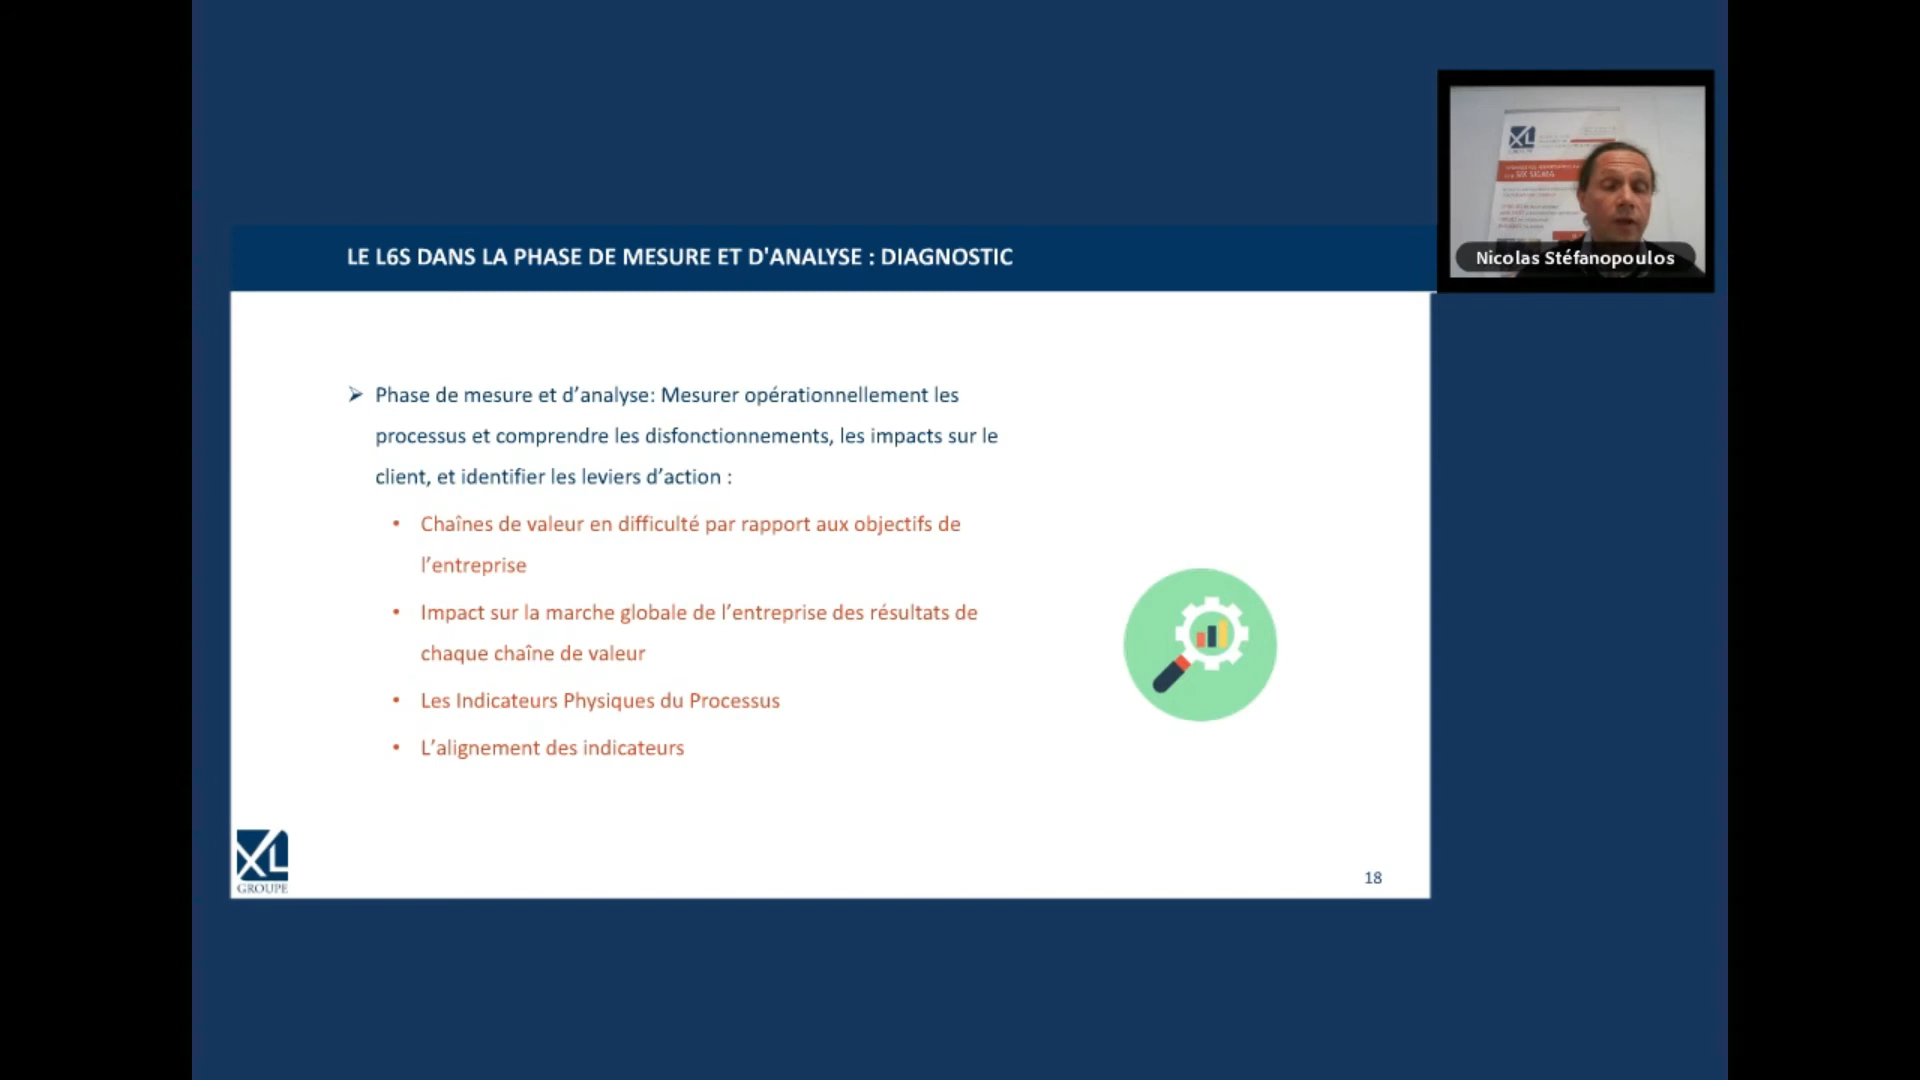 XL
SIX SIGMA
Nicolas Stéfanopoulos
LE L6S DANS LA PHASE DE MESURE ET D'ANALYSE : DIAGNOSTIC
➢ Phase de mesure et d’analyse: Mesurer opérationnellement les
processus et comprendre les disfonctionnements, les impacts sur le
client, et identifier les leviers d’action :
• Chaînes de valeur en difficulté par rapport aux objectifs de
l’entreprise
• Impact sur la marche globale de l’entreprise des résultats de
chaque chaîne de valeur
• Les Indicateurs Physiques du Processus
• L’alignement des indicateurs
XL
GROUPE
18